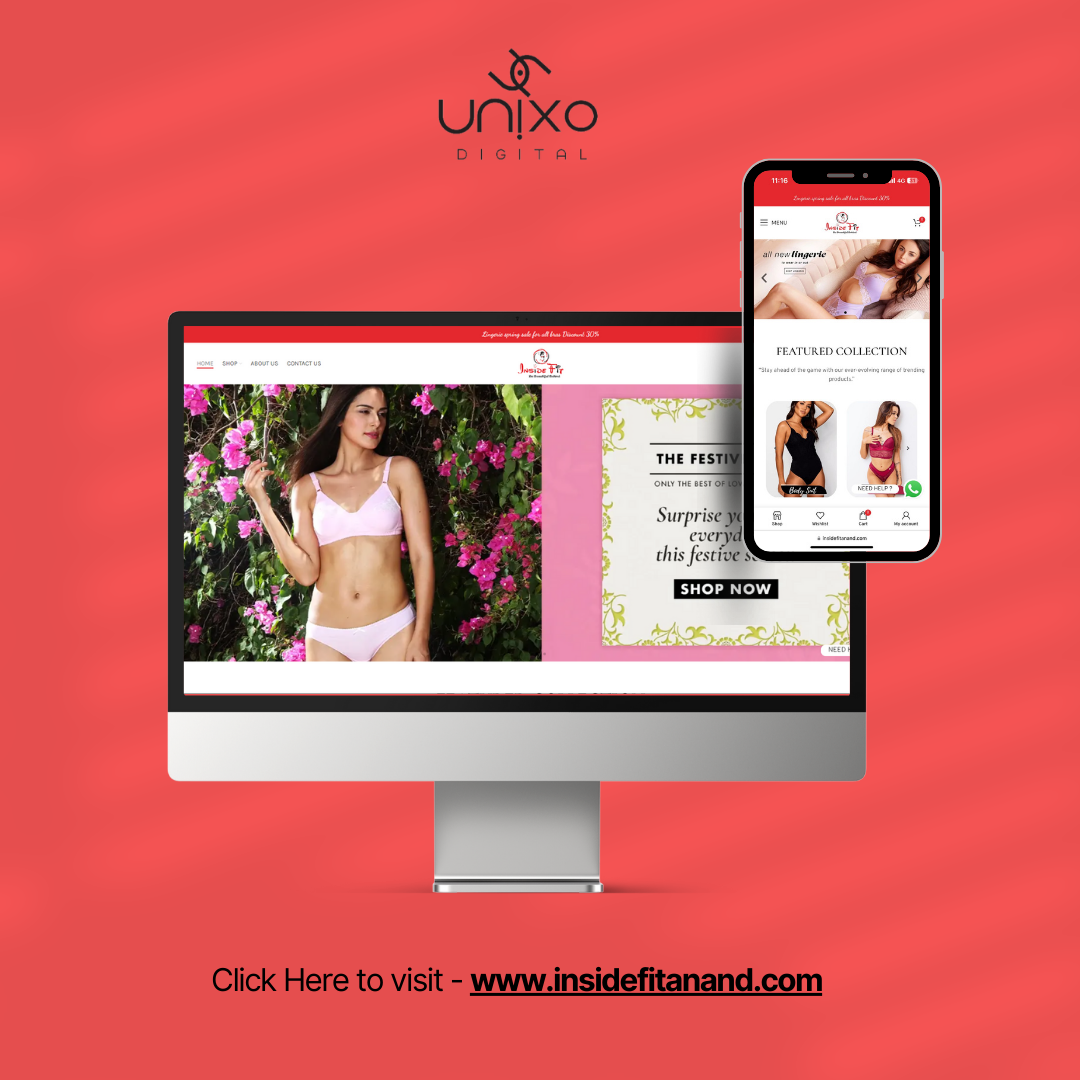 UNIXO
DIGITAL
Lingerie spring sale for all bras Discount 30%
HOME SHOP ABOUT US CONTACT US
INSIDE FIT
THE FESTIV
ONLY THE BEST OF LOV
Surprise yo
everyd
this festive s
SHOP NOW
NEED H
11:16
4G
Lingerie spring sale for all bras Discount 30%
MENU
INSIDE FIT
all new lingerie
FEATURED COLLECTION
"Stay ahead of the game with our ever-evolving range of trending
products."
Body Suit
NEED HELP ?
Shop Wishlist Cart My account
insidefitanand.com
Click Here to visit - www.insidefitanand.com